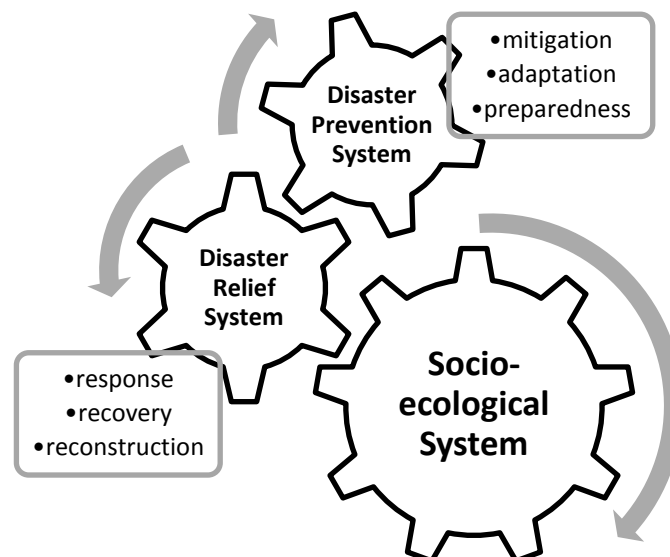 •mitigation
•adaptation
•preparedness
Disaster
Prevention
System
Disaster
Relief
System
•response
•recovery
•reconstruction
Socio-
ecological
System